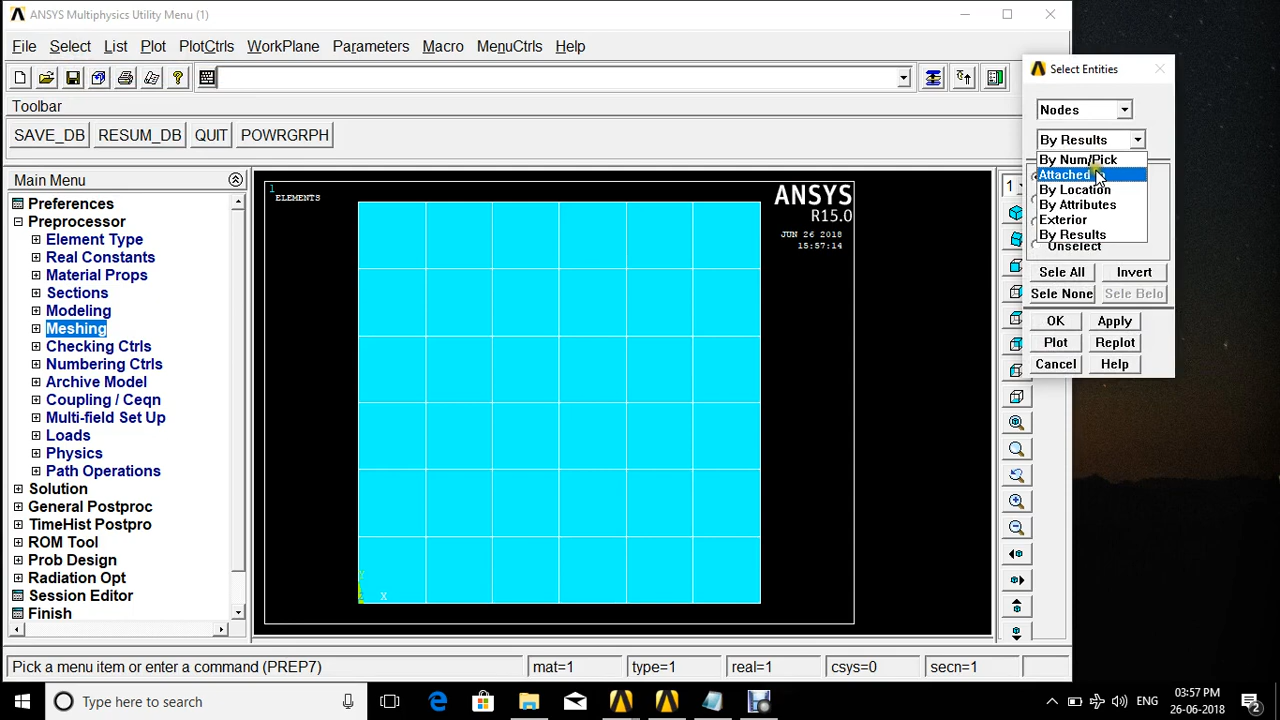 ANSYS Multiphysics Utility Menu (1)
File Select List Plot PlotCtrls WorkPlane Parameters Macro MenuCtrls Help
Toolbar
SAVE_DB RESUM_DB QUIT POWRGRPH
Main Menu
Preferences
Preprocessor
Element Type
Real Constants
Material Props
Sections
Modeling
Meshing
Checking Ctrls
Numbering Ctrls
Archive Model
Coupling / Ceqn
Multi-field Set Up
Loads
Physics
Path Operations
Solution
General Postproc
TimeHist Postpro
ROM Tool
Prob Design
Radiation Opt
Session Editor
Finish
1
ELEMENTS
ANSYS
R15.0
JUN 26 2018
15:57:14
Y
Z X
1
Select Entities
Nodes
By Results
By Num/Pick
Attached
By Location
By Attributes
Exterior
By Results
Unselect
Sele All Invert
Sele None Sele Belo
OK Apply
Plot Replot
Cancel Help
Pick a menu item or enter a command (PREP7) mat=1 type=1 real=1 csys=0 secn=1
Type here to search
ENG
03:57 PM
26-06-2018
2